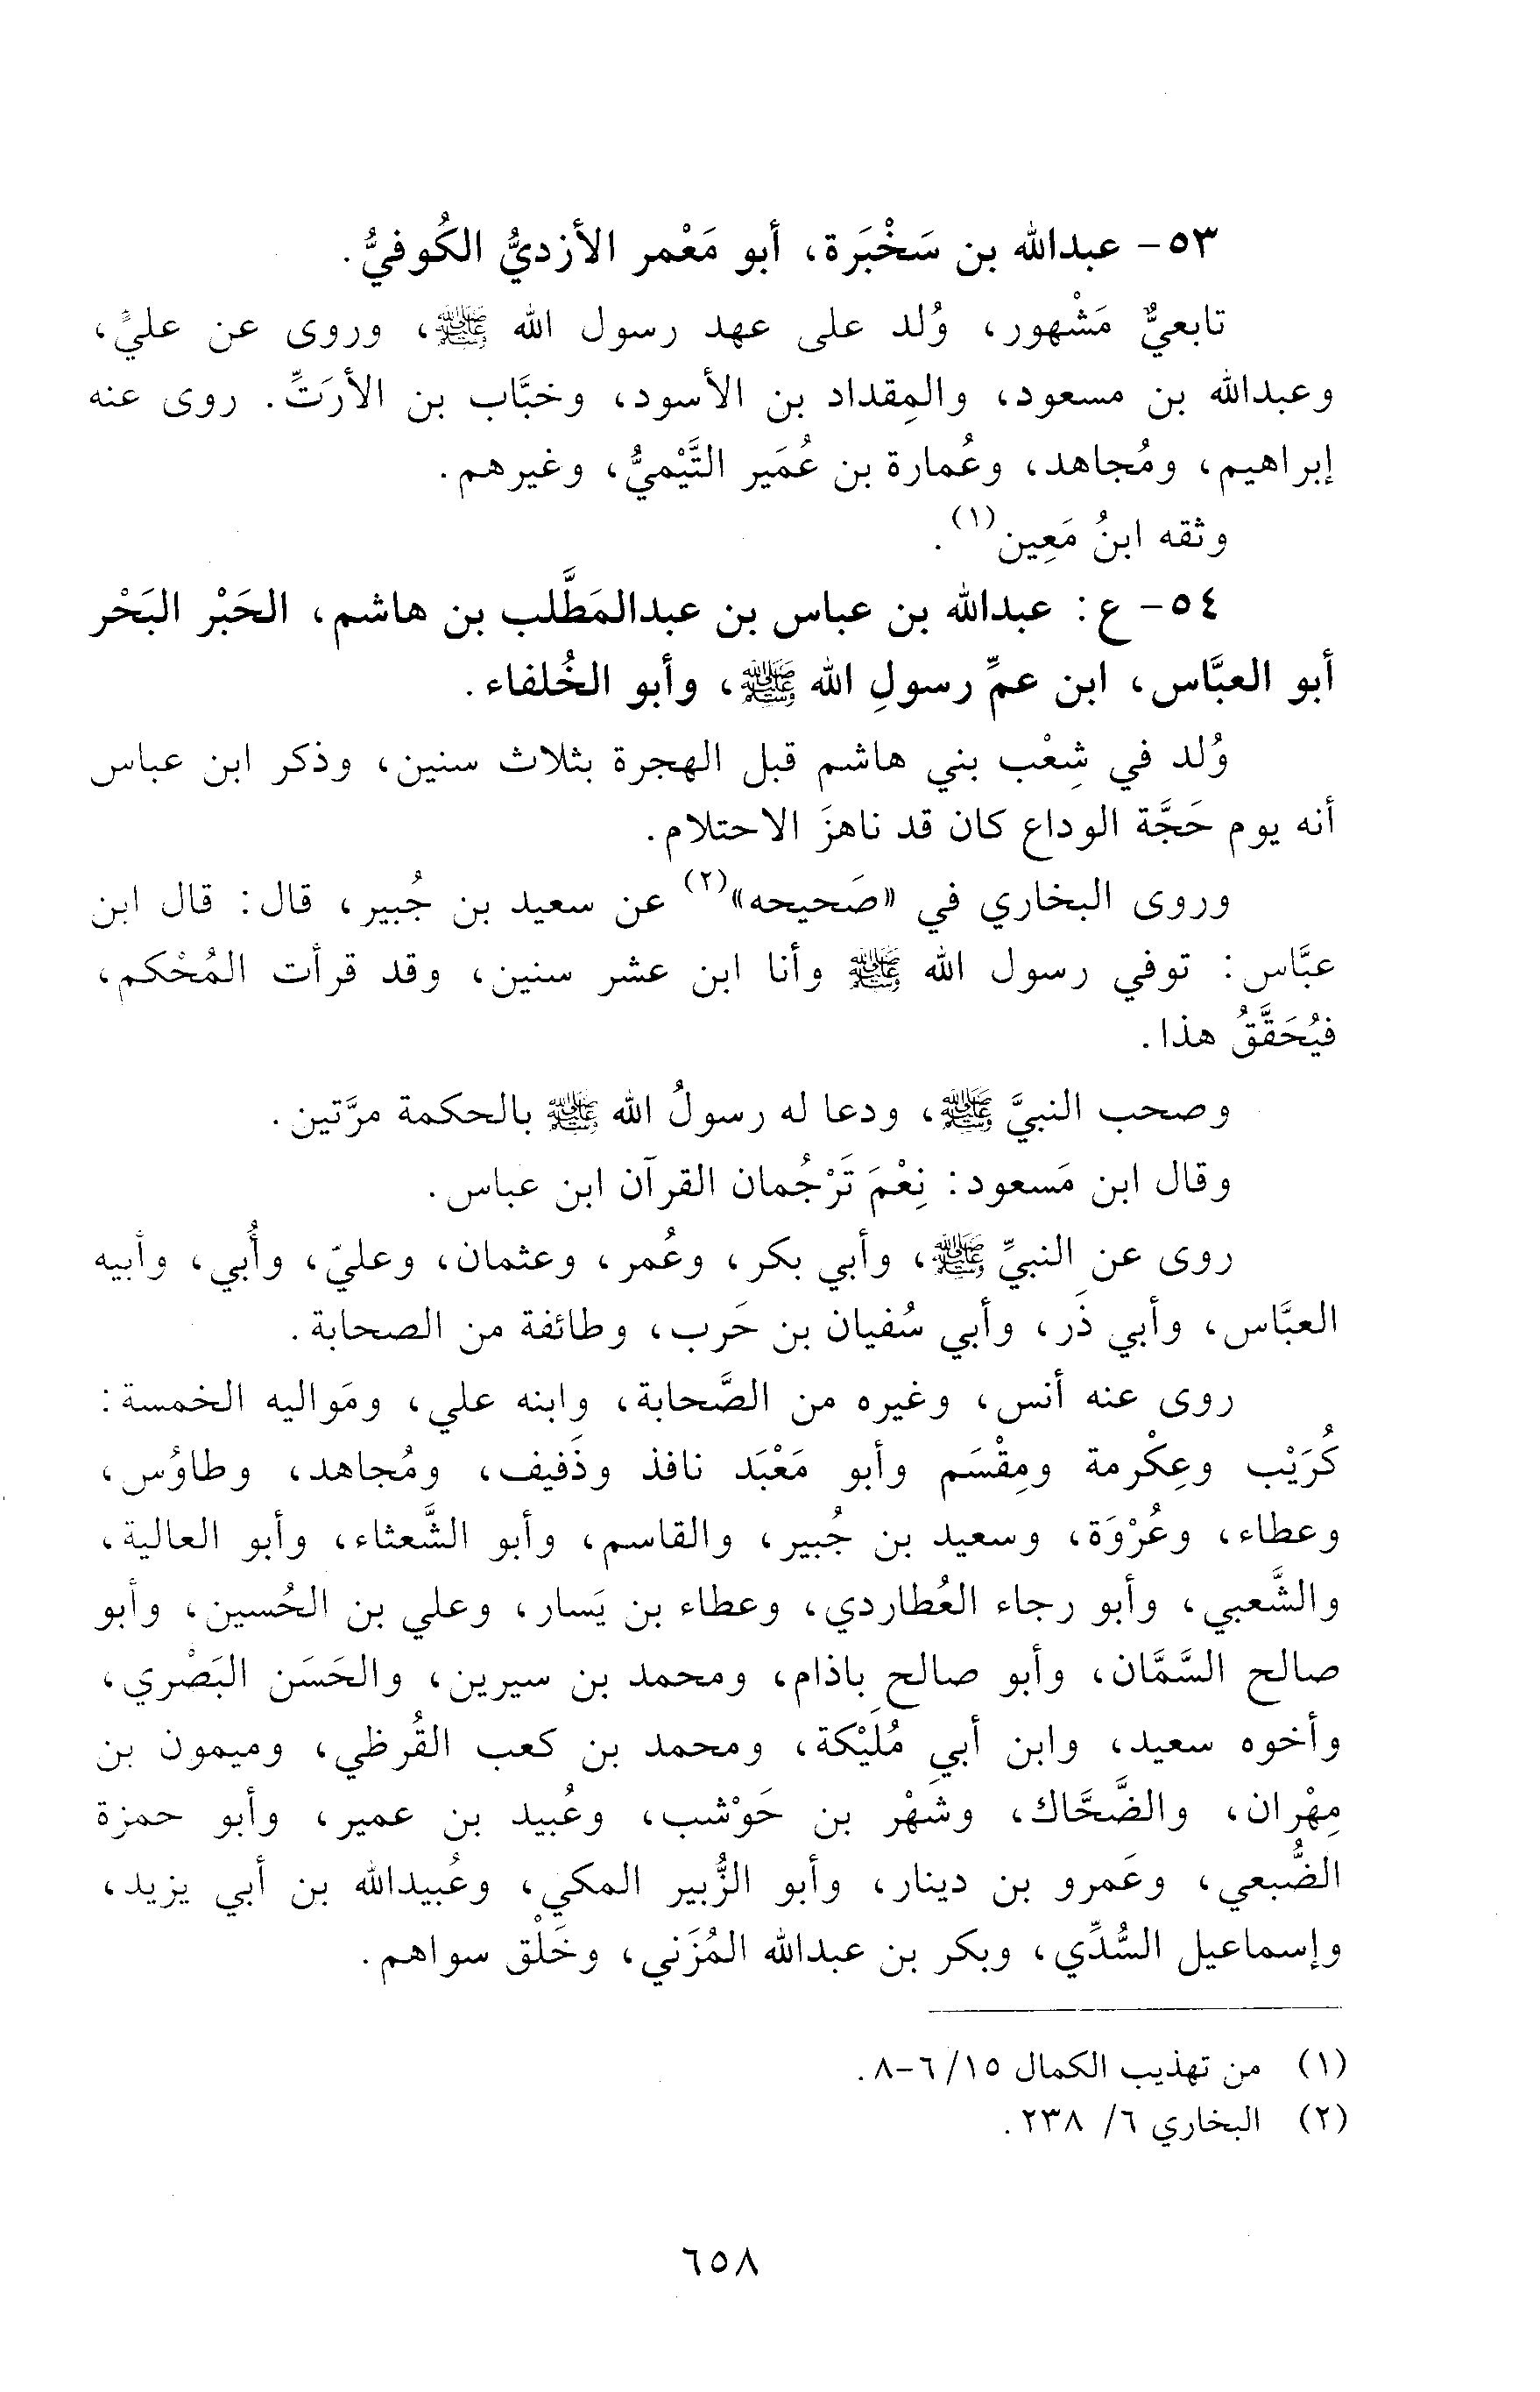 ٥٣- عبدالله بن سَخْبَرة، أبو مَعْمر الأزديُّ الكُوفيُّ.
تابعيٌّ مَشْهور، وُلد على عهد رسول الله ﷺ، وروى عن عليٍّ،
وعبدالله بن مسعود، والمِقداد بن الأسود، وخبَّاب بن الأرَتِّ. روى عنه
إبراهيم، ومُجاهد، وعُمارة بن عُمَير التَّيْميُّ، وغيرهم.
وثقه ابنُ مَعِين(١).
٥٤- ع: عبدالله بن عباس بن عبدالمَطَّلب بن هاشم، الحَبْر البَحْر
أبو العبَّاس، ابن عمِّ رسولِ الله ﷺ، وأبو الخُلفاء.
وُلد في شِعْب بني هاشم قبل الهجرة بثلاث سنين، وذكر ابن عباس
أنه يوم حَجَّة الوداع كان قد ناهزَ الاحتلام.
وروى البخاري في «صَحيحه»(٢) عن سعيد بن جُبير، قال: قال ابن
عبَّاس: توفي رسول الله ﷺ وأنا ابن عشر سنين، وقد قرأت المُحْكم،
فيُحَقَّقُ هذا.
وصحب النبيَّ ﷺ، ودعا له رسولُ الله ﷺ بالحكمة مرَّتين.
وقال ابن مَسعود: نِعْمَ تَرْجُمان القرآن ابن عباس.
روى عن النبيِّ ﷺ، وأبي بكر، وعُمر، وعثمان، وعليّ، وأُبي، وأبيه
العبَّاس، وأبي ذَر، وأبي سُفيان بن حَرب، وطائفة من الصحابة.
روى عنه أنس، وغيره من الصَّحابة، وابنه علي، ومَواليه الخمسة:
كُرَيْب وعِكْرمة ومِقْسَم وأبو مَعْبَد نافذ وذَفيف، ومُجاهد، وطاوُس،
وعطاء، وعُرْوَة، وسعيد بن جُبير، والقاسم، وأبو الشَّعثاء، وأبو العالية،
والشَّعبي، وأبو رجاء العُطاردي، وعطاء بن يَسار، وعلي بن الحُسين، وأبو
صالح السَّمَّان، وأبو صالح باذام، ومحمد بن سيرين، والحَسَن البَصْري،
وأخوه سعيد، وابن أبي مُلَيْكة، ومحمد بن كعب القُرظي، وميمون بن
مِهْران، والضَّحَّاك، وشهْر بن حَوْشب، وعُبيد بن عمير، وأبو حمزة
الضُّبعي، وعَمرو بن دينار، وأبو الزُّبير المكي، وعُبيدالله بن أبي يزيد،
وإسماعيل السُّدِّي، وبكر بن عبدالله المُزَني، وخَلْق سواهم.
(١) من تهذيب الكمال ١٥/ ٦-٨.
(٢) البخاري ٦/ ٢٣٨.
٦٥٨